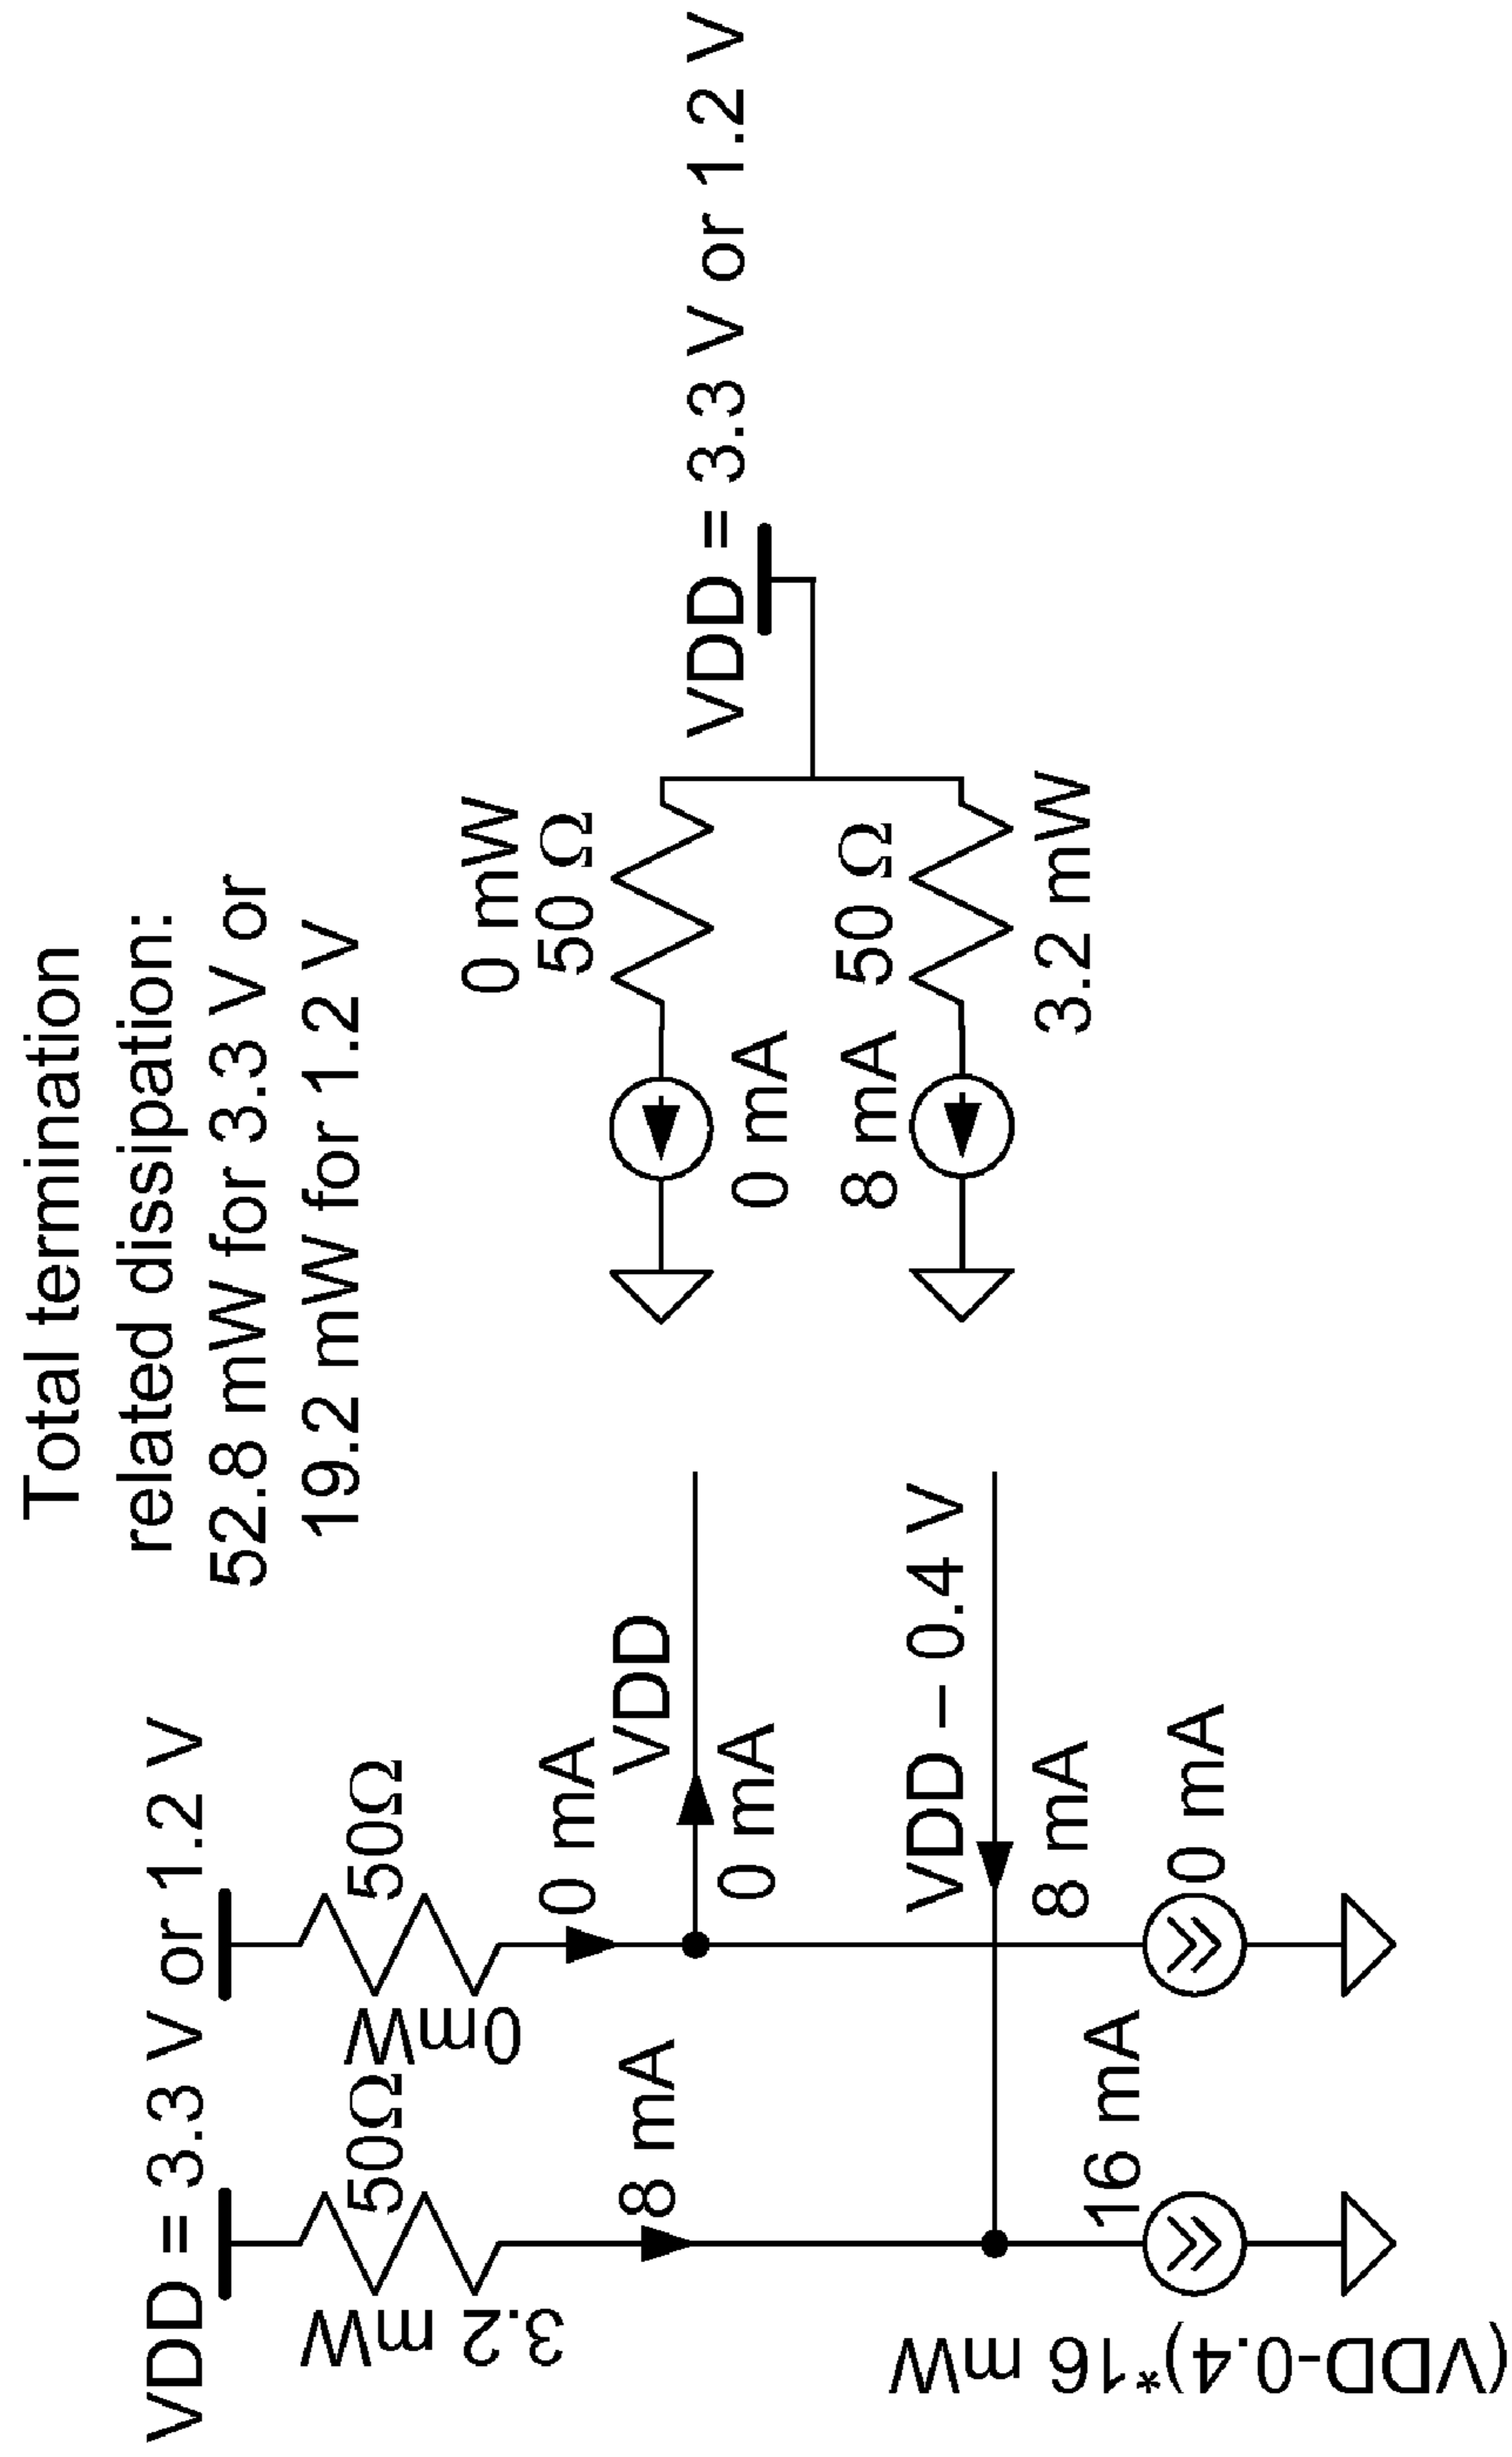 Total termination
related dissipation:
52.8 mW for 3.3 V or
19.2 mW for 1.2 V
VDD = 3.3 V or 1.2 V
3.2 mW
50Ω
0mW
50Ω
8 mA
0 mA
VDD
0 mA
VDD – 0.4 V
8 mA
16 mA
0 mA
(VDD-0.4)*16 mW
0 mW
50 Ω
0 mA
8 mA
50 Ω
3.2 mW
VDD = 3.3 V or 1.2 V